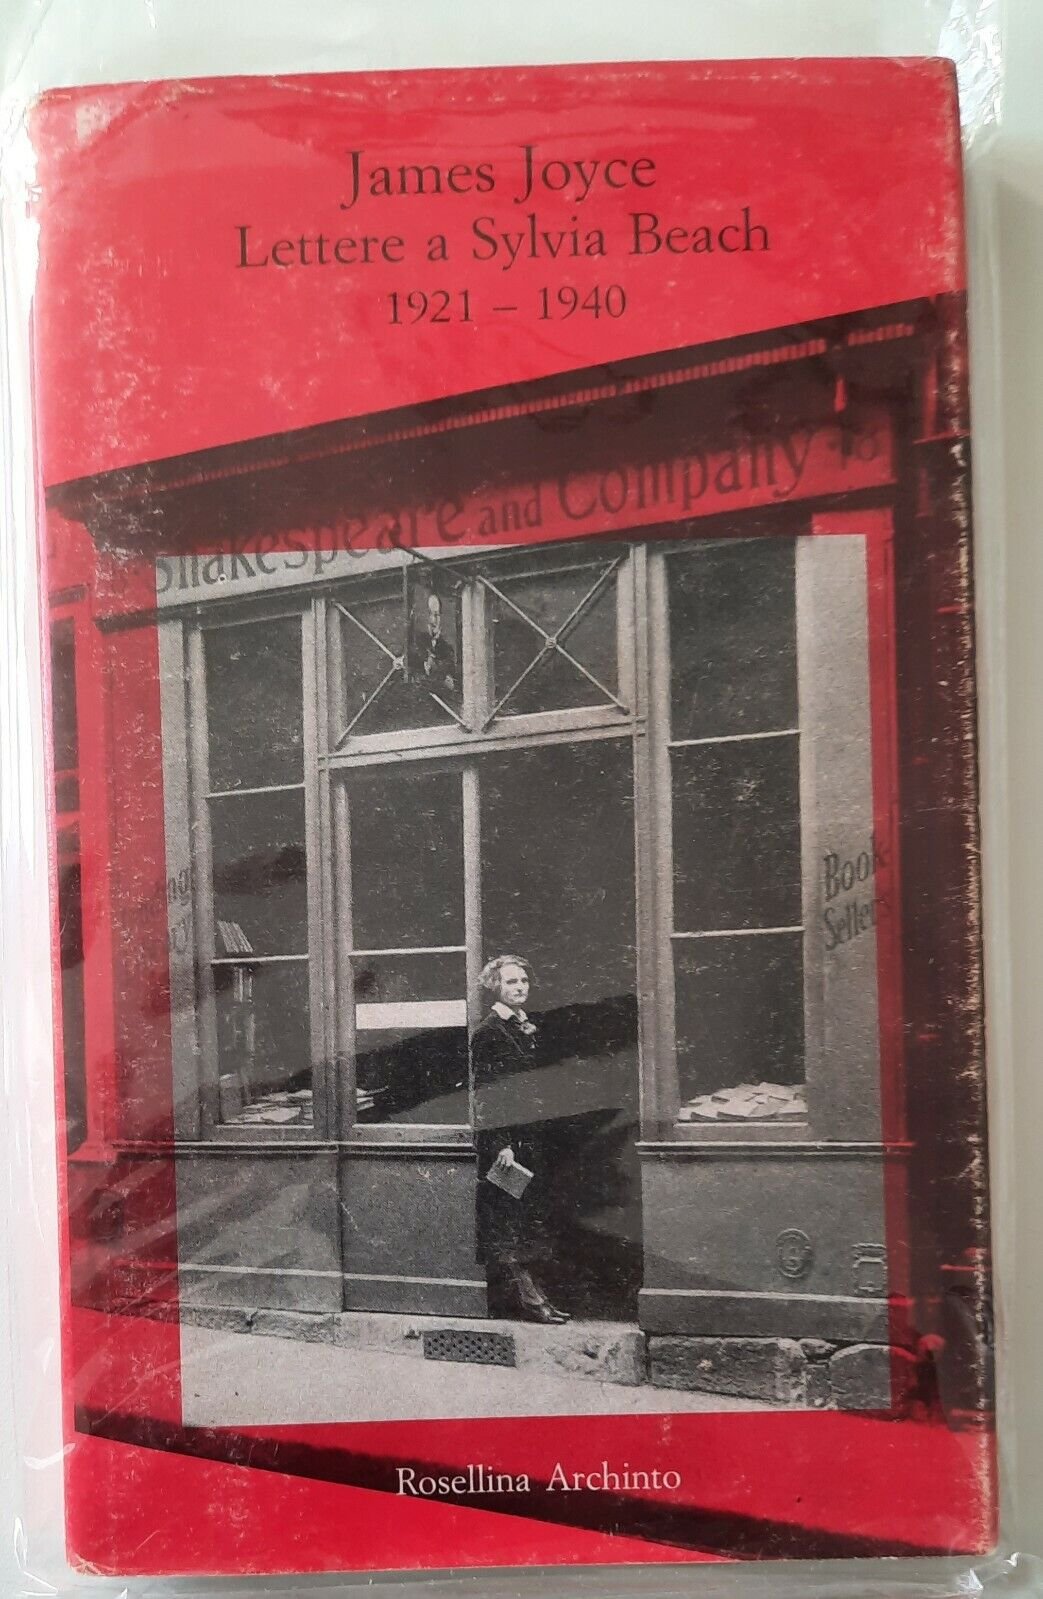 James Joyce
Lettere a Sylvia Beach
1921 – 1940
Shakespeare and Company
Book
Sellers
Rosellina Archinto